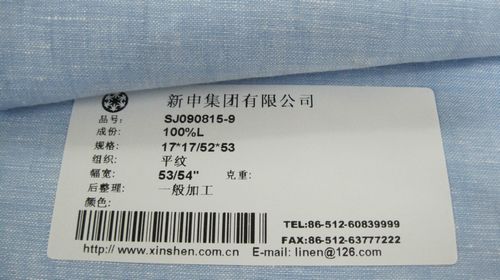 新申集团有限公司
品号: SJ090815-9
成份: 100%L
规格: 17*17/52*53
组织: 平纹
幅宽: 53/54" 克重:
后整理: 一般加工
颜色:
TEL:86-512-60839999
FAX:86-512-63777222
http://www.xinshen.com.cn E-mail: linen@126.com